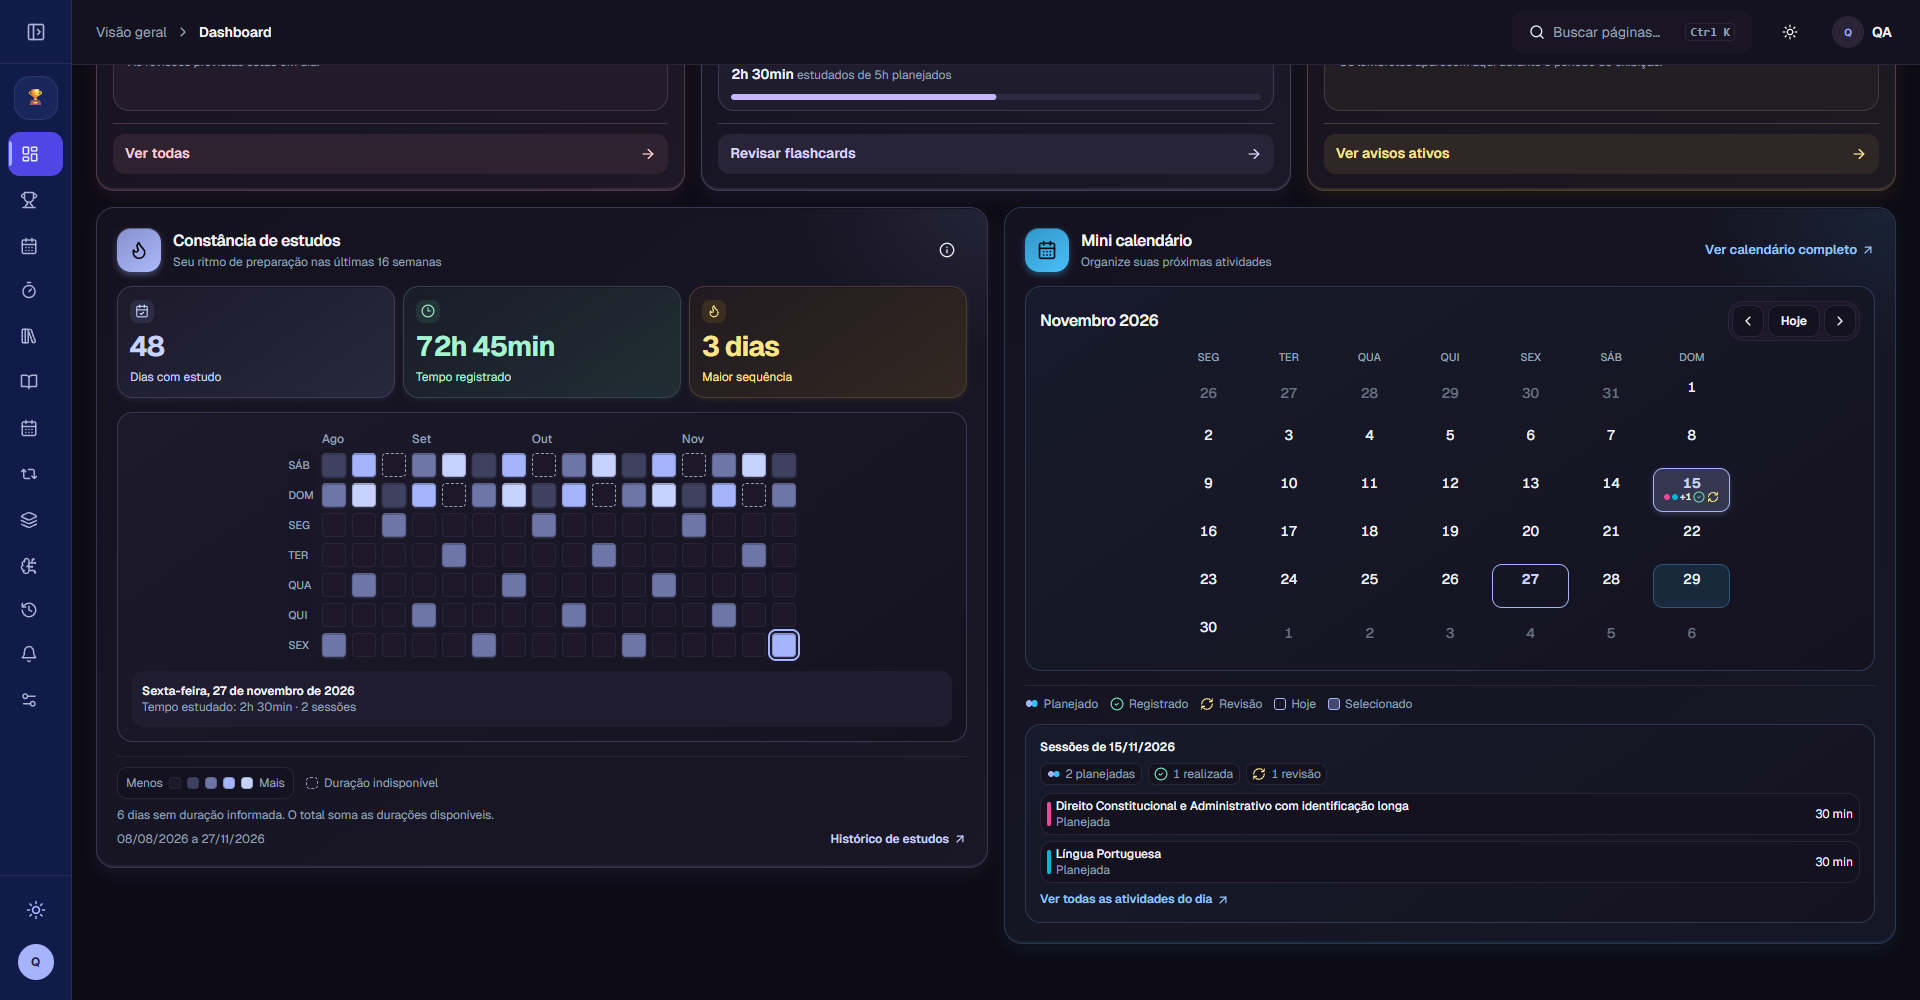 Visão geral
Dashboard
Buscar páginas...
Ctrl K
Q
QA
2h 30min estudados de 5h planejados
Ver todas
Revisar flashcards
Ver avisos ativos
Constância de estudos
Seu ritmo de preparação nas últimas 16 semanas
48
Dias com estudo
72h 45min
Tempo registrado
3 dias
Maior sequência
Ago Set Out Nov
SÁB
DOM
SEG
TER
QUA
QUI
SEX
Sexta-feira, 27 de novembro de 2026
Tempo estudado: 2h 30min · 2 sessões
Menos Mais Duração indisponível
6 dias sem duração informada. O total soma as durações disponíveis.
08/08/2026 a 27/11/2026
Histórico de estudos
Mini calendário
Organize suas próximas atividades
Ver calendário completo
Novembro 2026
Hoje
SEG TER QUA QUI SEX SÁB DOM
26 27 28 29 30 31 1
2 3 4 5 6 7 8
9 10 11 12 13 14 15
+1
16 17 18 19 20 21 22
23 24 25 26 27 28 29
30 1 2 3 4 5 6
Planejado Registrado Revisão Hoje Selecionado
Sessões de 15/11/2026
2 planejadas 1 realizada 1 revisão
Direito Constitucional e Administrativo com identificação longa
Planejada
30 min
Língua Portuguesa
Planejada
30 min
Ver todas as atividades do dia
Q